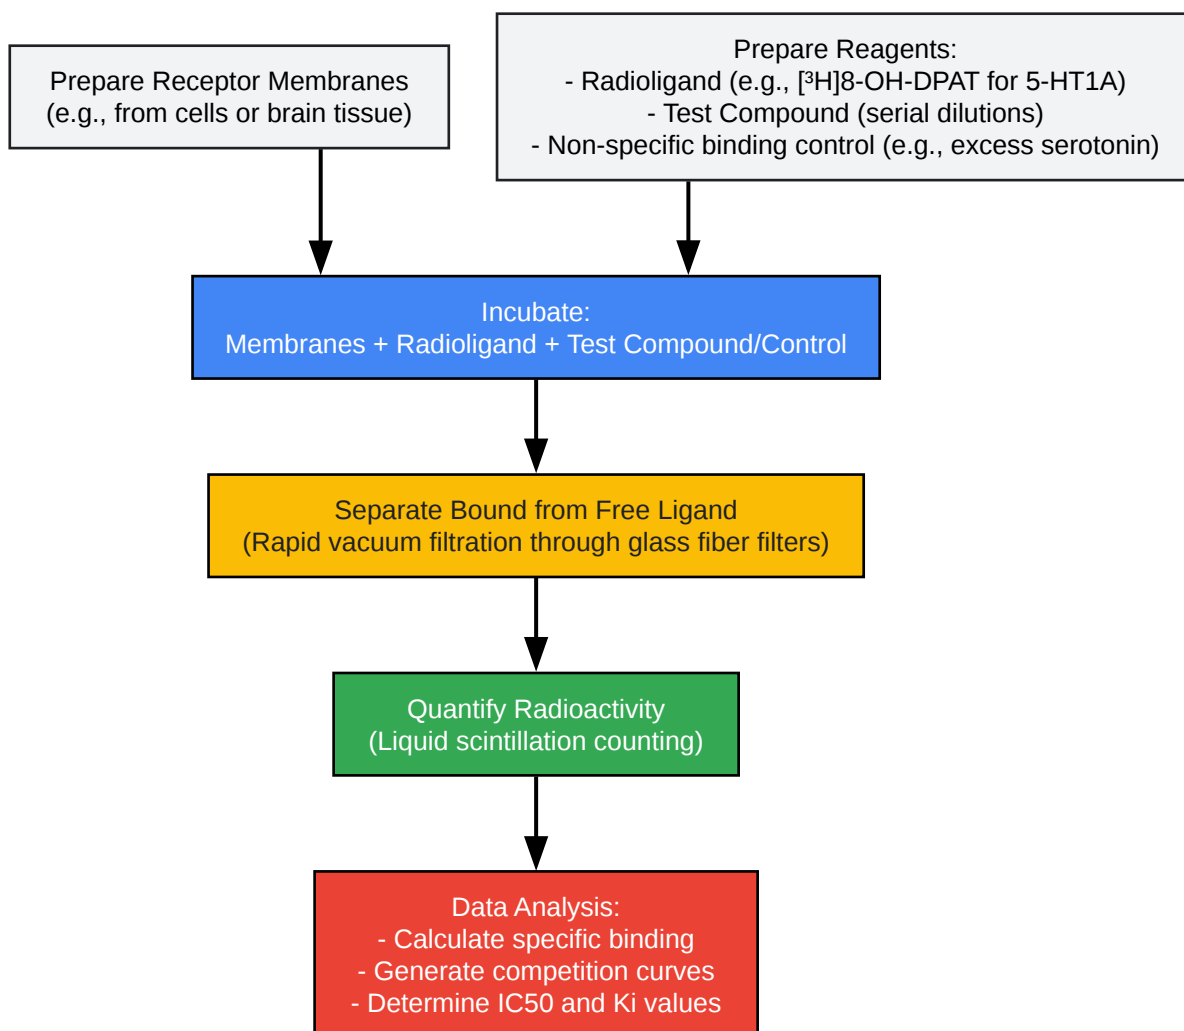 Prepare Receptor Membranes
(e.g., from cells or brain tissue)
Prepare Reagents:
- Radioligand (e.g., [³H]8-OH-DPAT for 5-HT1A)
- Test Compound (serial dilutions)
- Non-specific binding control (e.g., excess serotonin)
Incubate:
Membranes + Radioligand + Test Compound/Control
Separate Bound from Free Ligand
(Rapid vacuum filtration through glass fiber filters)
Quantify Radioactivity
(Liquid scintillation counting)
Data Analysis:
- Calculate specific binding
- Generate competition curves
- Determine IC50 and Ki values